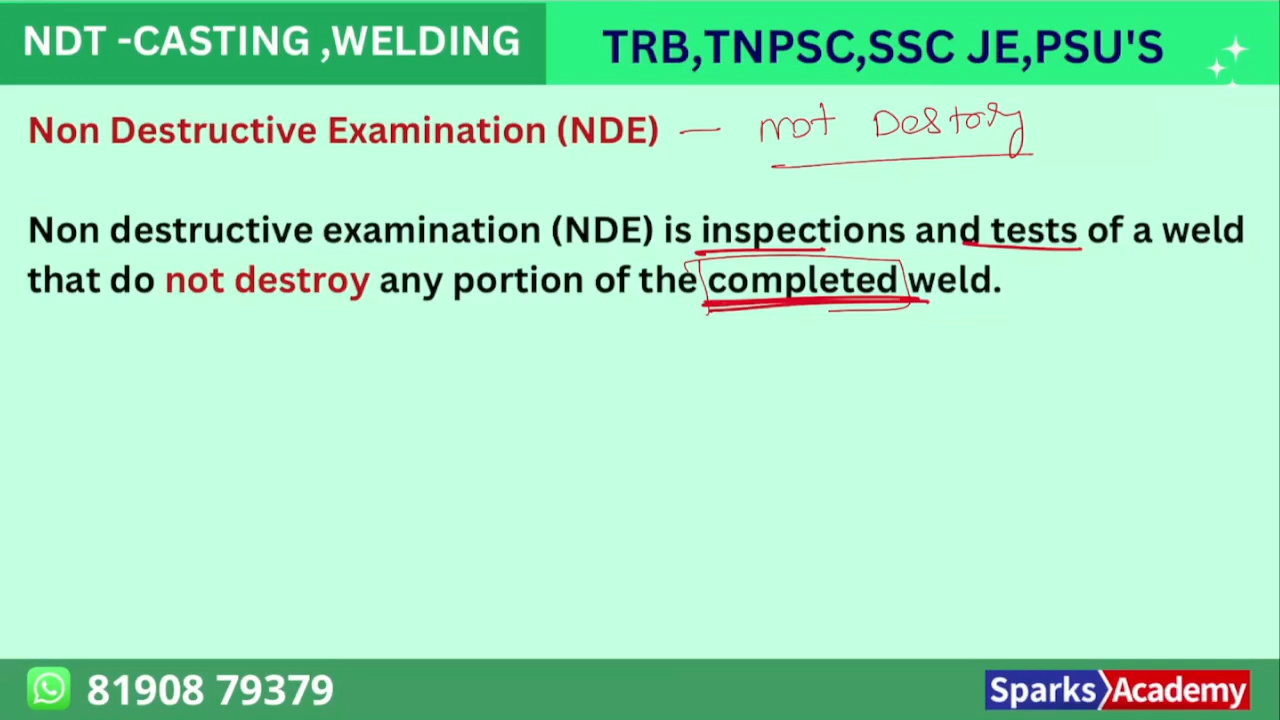 NDT -CASTING ,WELDING
TRB,TNPSC,SSC JE,PSU'S
Non Destructive Examination (NDE) — not Destory
Non destructive examination (NDE) is inspections and tests of a weld
that do not destroy any portion of the completed weld.
81908 79379
Sparks Academy